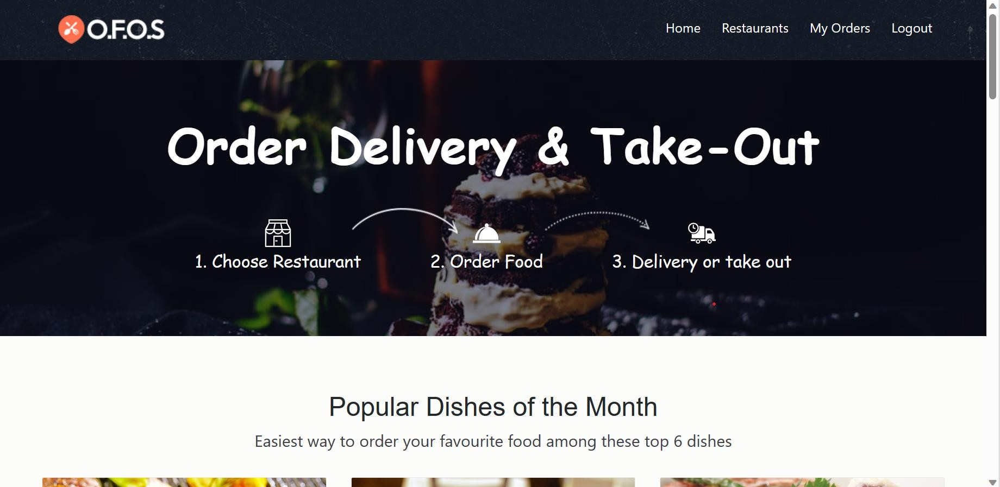 O.F.O.S
Home Restaurants My Orders Logout
Order Delivery & Take-Out
1. Choose Restaurant
2. Order Food
3. Delivery or take out
Popular Dishes of the Month
Easiest way to order your favourite food among these top 6 dishes